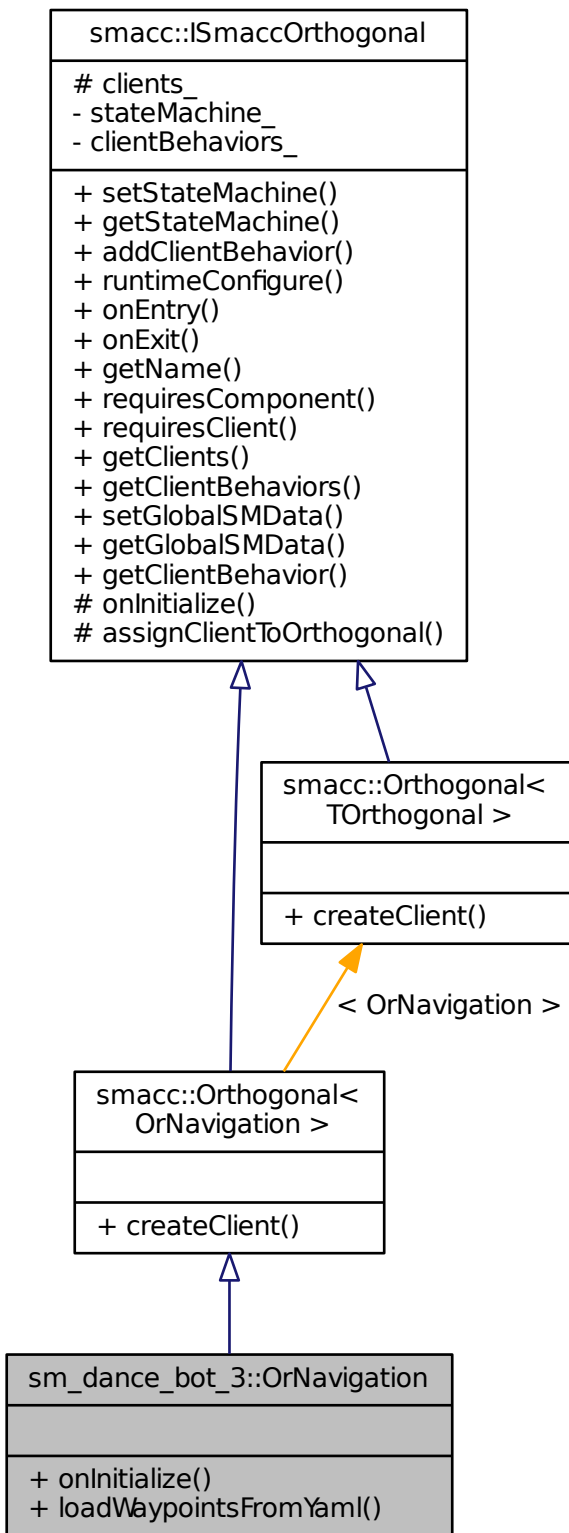 smacc::ISmaccOrthogonal
# clients_
- stateMachine_
- clientBehaviors_
+ setStateMachine()
+ getStateMachine()
+ addClientBehavior()
+ runtimeConfigure()
+ onEntry()
+ onExit()
+ getName()
+ requiresComponent()
+ requiresClient()
+ getClients()
+ getClientBehaviors()
+ setGlobalSMData()
+ getGlobalSMData()
+ getClientBehavior()
# onInitialize()
# assignClientToOrthogonal()
smacc::Orthogonal<
TOrthogonal >
+ createClient()
< OrNavigation >
smacc::Orthogonal<
OrNavigation >
+ createClient()
sm_dance_bot_3::OrNavigation
+ onInitialize()
+ loadWaypointsFromYaml()